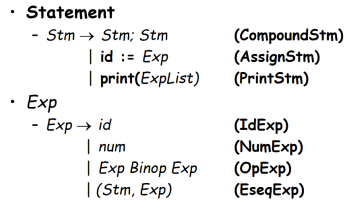 • Statement
- Stm → Stm; Stm (CompoundStm)
| id := Exp (AssignStm)
| print(ExpList) (PrintStm)
• Exp
- Exp → id (IdExp)
| num (NumExp)
| Exp Binop Exp (OpExp)
| (Stm, Exp) (EseqExp)